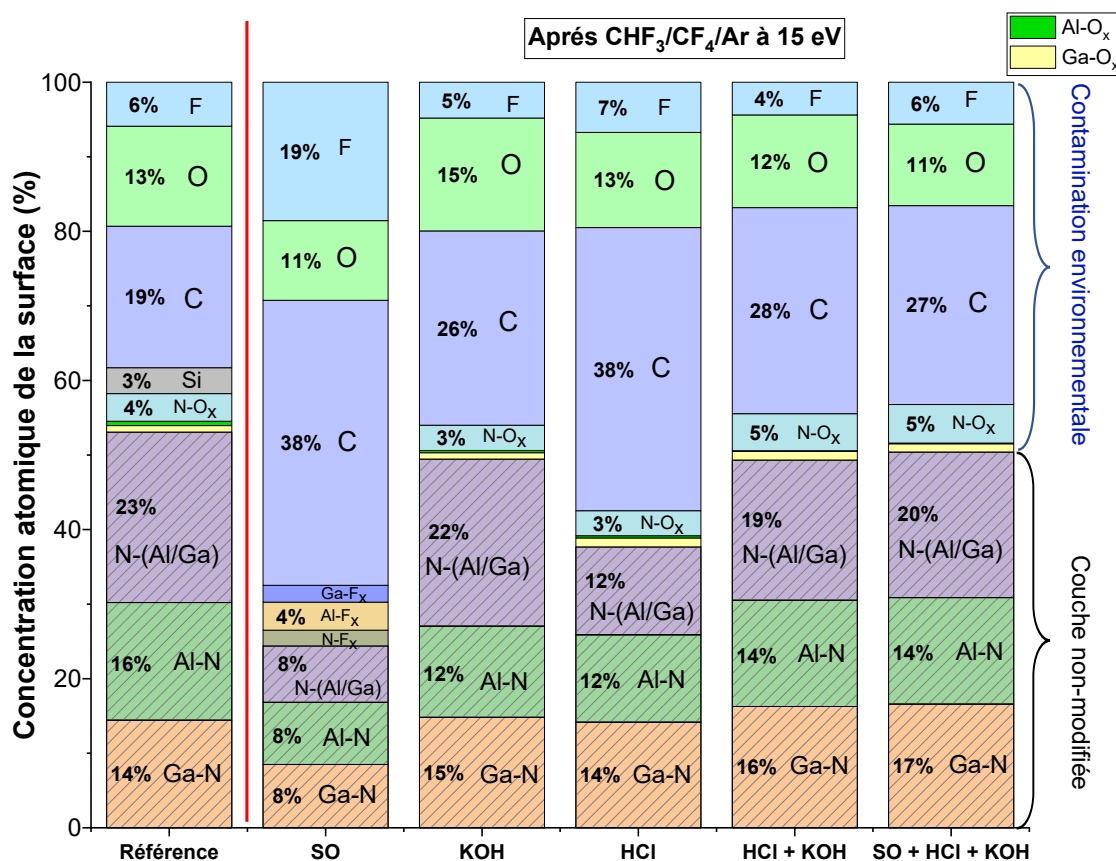 Aprés CHF3/CF4/Ar à 15 eV
Al-Ox
Ga-Ox
Concentration atomique de la surface (%)
100
80
60
40
20
0
6% F
13% O
19% C
3% Si
4% N-Ox
23%
N-(Al/Ga)
16% Al-N
14% Ga-N
Référence
19% F
11% O
38% C
Ga-Fx
4% Al-Fx
N-Fx
8%
N-(Al/Ga)
8% Al-N
8% Ga-N
SO
5% F
15% O
26% C
3% N-Ox
22%
N-(Al/Ga)
12% Al-N
15% Ga-N
KOH
7% F
13% O
38% C
3% N-Ox
12%
N-(Al/Ga)
12% Al-N
14% Ga-N
HCl
4% F
12% O
28% C
5% N-Ox
19%
N-(Al/Ga)
14% Al-N
16% Ga-N
HCl + KOH
6% F
11% O
27% C
5% N-Ox
20%
N-(Al/Ga)
14% Al-N
17% Ga-N
SO + HCl + KOH
Contamination environnementale
Couche non-modifiée